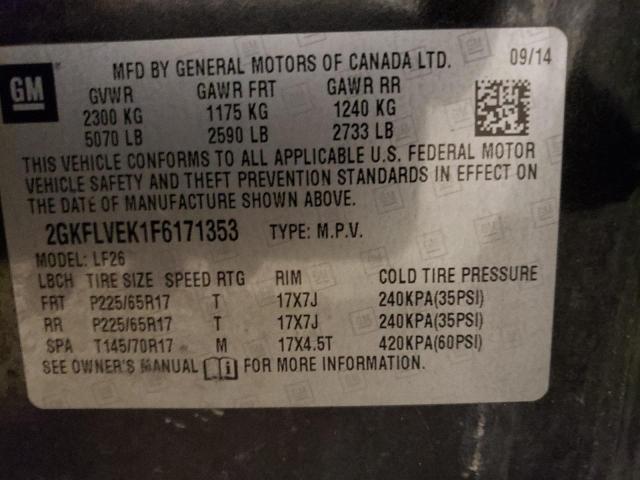 GM
MFD BY GENERAL MOTORS OF CANADA LTD. 09/14
GVWR GAWR FRT GAWR RR
2300 KG 1175 KG 1240 KG
5070 LB 2590 LB 2733 LB
THIS VEHICLE CONFORMS TO ALL APPLICABLE U.S. FEDERAL MOTOR
VEHICLE SAFETY AND THEFT PREVENTION STANDARDS IN EFFECT ON
THE DATE OF MANUFACTURE SHOWN ABOVE.
2GKFLVEK1F6171353 TYPE: M.P.V.
MODEL: LF26
LBCH TIRE SIZE SPEED RTG RIM COLD TIRE PRESSURE
FRT P225/65R17 T 17X7J 240KPA(35PSI)
RR P225/65R17 T 17X7J 240KPA(35PSI)
SPA T145/70R17 M 17X4.5T 420KPA(60PSI)
SEE OWNER'S MANUAL FOR MORE INFORMATION.